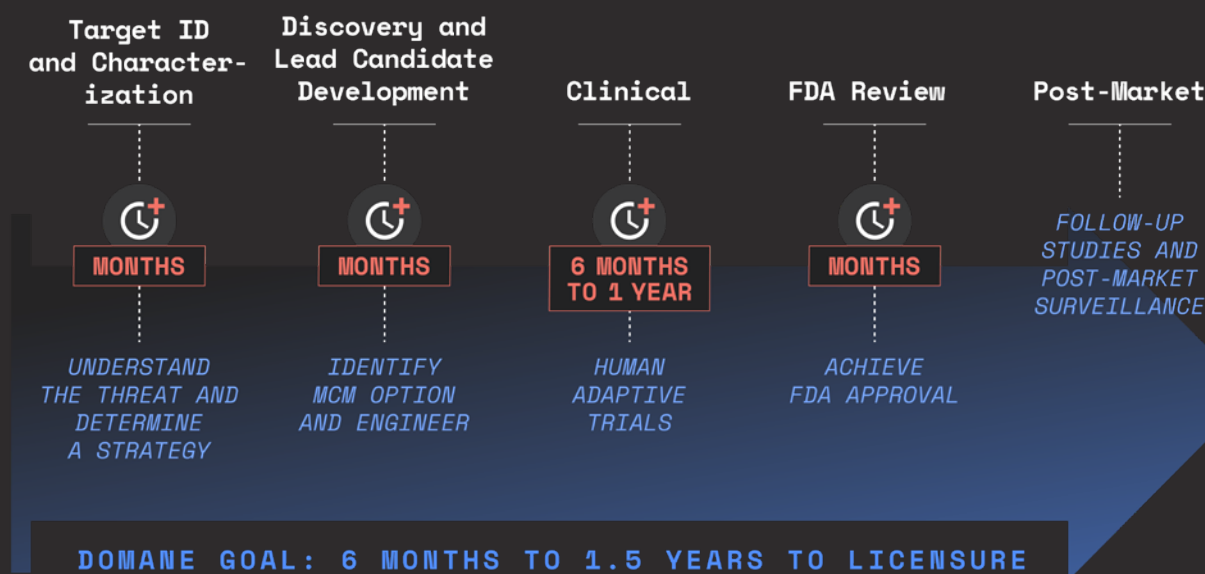 Target ID
and Character-
ization
Discovery and
Lead Candidate
Development
Clinical
FDA Review
Post-Market
MONTHS
MONTHS
6 MONTHS
TO 1 YEAR
MONTHS
FOLLOW-UP
STUDIES AND
POST-MARKET
SURVEILLANCE
UNDERSTAND
THE THREAT AND
DETERMINE
A STRATEGY
IDENTIFY
MCM OPTION
AND ENGINEER
HUMAN
ADAPTIVE
TRIALS
ACHIEVE
FDA APPROVAL
DOMANE GOAL: 6 MONTHS TO 1.5 YEARS TO LICENSURE